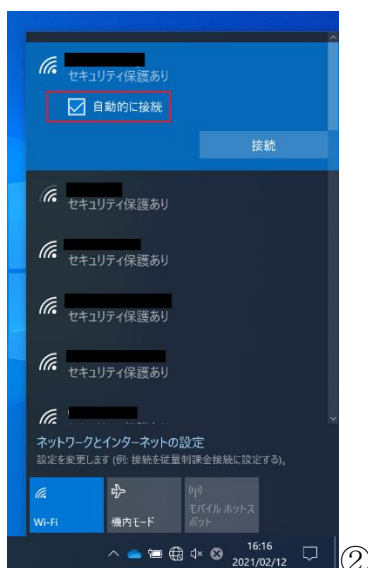 セキュリティ保護あり
自動的に接続
接続
セキュリティ保護あり
セキュリティ保護あり
セキュリティ保護あり
セキュリティ保護あり
ネットワークとインターネットの設定
設定を変更します (例: 接続を従量制課金接続に設定する)。
Wi-Fi
機内モード
モバイル ホットス
ポット
16:16
2021/02/12
②